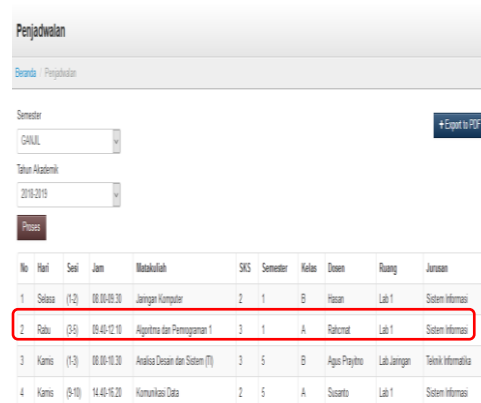 Penjadwalan
Beranda / Penjadwalan
Semester
GANJIL
+Export to PDF
Tahun Akademik
2018-2019
Proses
No Hari Sesi Jam Matakuliah SKS Semester Kelas Dosen Ruang Jurusan
1 Selasa (1-2) 08.00-09.30 Jaringan Komputer 2 1 B Hasan Lab 1 Sistem Informasi
2 Rabu (3-5) 09.40-12.10 Algoritma dan Pemrograman 1 3 1 A Rahcmat Lab 1 Sistem Informasi
3 Kamis (1-3) 08.00-10.30 Analisa Desain dan Sistem (TI) 3 5 B Agus Prayitno Lab Jaringan Teknik Informatika
4 Kamis (9-10) 14.40-16.20 Komunikasi Data 2 5 A Susanto Lab 1 Sistem Informasi